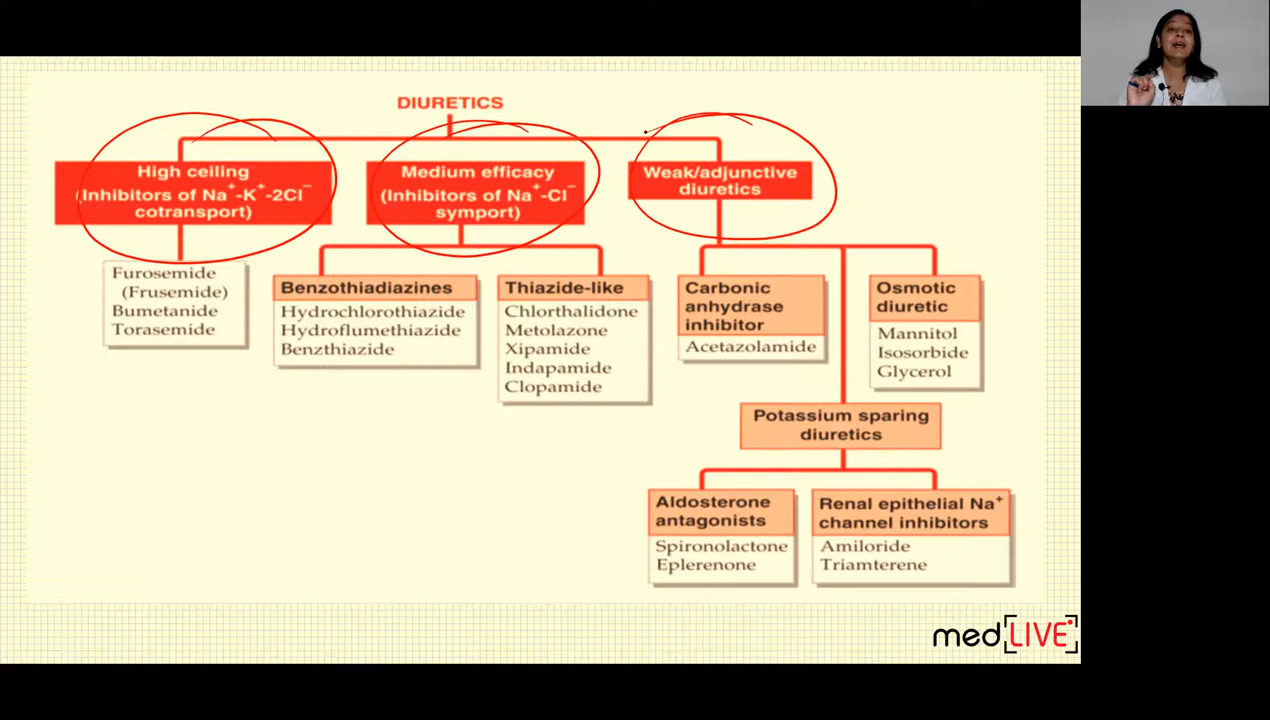 DIURETICS
High ceiling
(Inhibitors of Na⁺-K⁺-2Cl⁻
cotransport)
Furosemide
(Frusemide)
Bumetanide
Torasemide
Medium efficacy
(Inhibitors of Na⁺-Cl⁻
symport)
Benzothiadiazines
Hydrochlorothiazide
Hydroflumethiazide
Benzthiazide
Thiazide-like
Chlorthalidone
Metolazone
Xipamide
Indapamide
Clopamide
Weak/adjunctive
diuretics
Carbonic
anhydrase
inhibitor
Acetazolamide
Osmotic
diuretic
Mannitol
Isosorbide
Glycerol
Potassium sparing
diuretics
Aldosterone
antagonists
Spironolactone
Eplerenone
Renal epithelial Na⁺
channel inhibitors
Amiloride
Triamterene
med[LIVE]